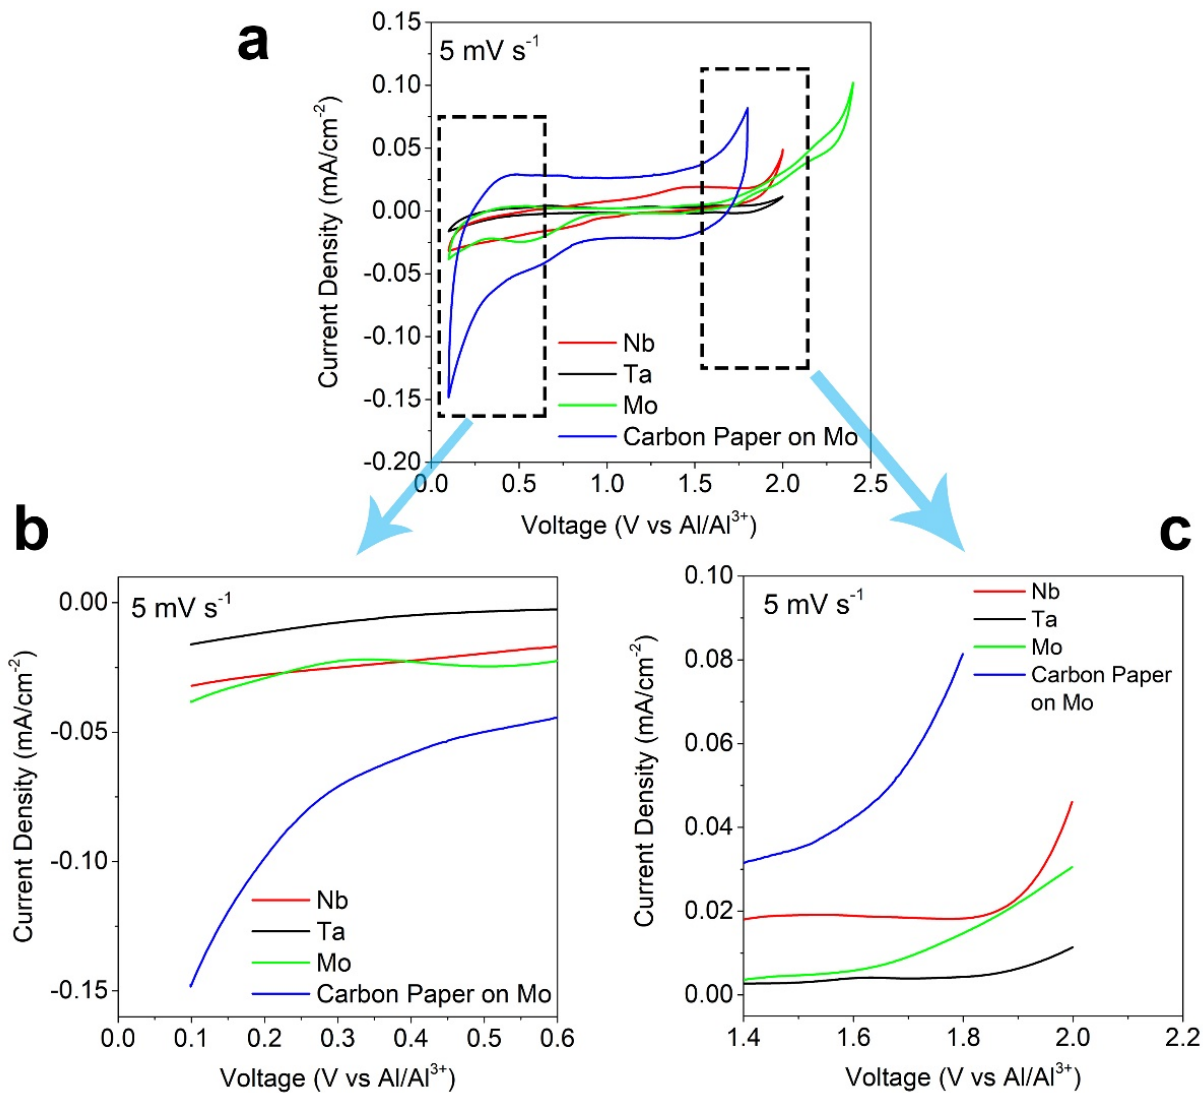 a
5 mV s⁻¹
0.15
0.10
0.05
0.00
-0.05
-0.10
-0.15
-0.20
Current Density (mA/cm⁻²)
Nb
Ta
Mo
Carbon Paper on Mo
0.0 0.5 1.0 1.5 2.0 2.5
Voltage (V vs Al/Al³⁺)
b
5 mV s⁻¹
0.00
-0.05
-0.10
-0.15
Current Density (mA/cm⁻²)
Nb
Ta
Mo
Carbon Paper on Mo
0.0 0.1 0.2 0.3 0.4 0.5 0.6
Voltage (V vs Al/Al³⁺)
c
5 mV s⁻¹
0.10
0.08
0.06
0.04
0.02
0.00
Current Density (mA/cm⁻²)
Nb
Ta
Mo
Carbon Paper
on Mo
1.4 1.6 1.8 2.0 2.2
Voltage (V vs Al/Al³⁺)